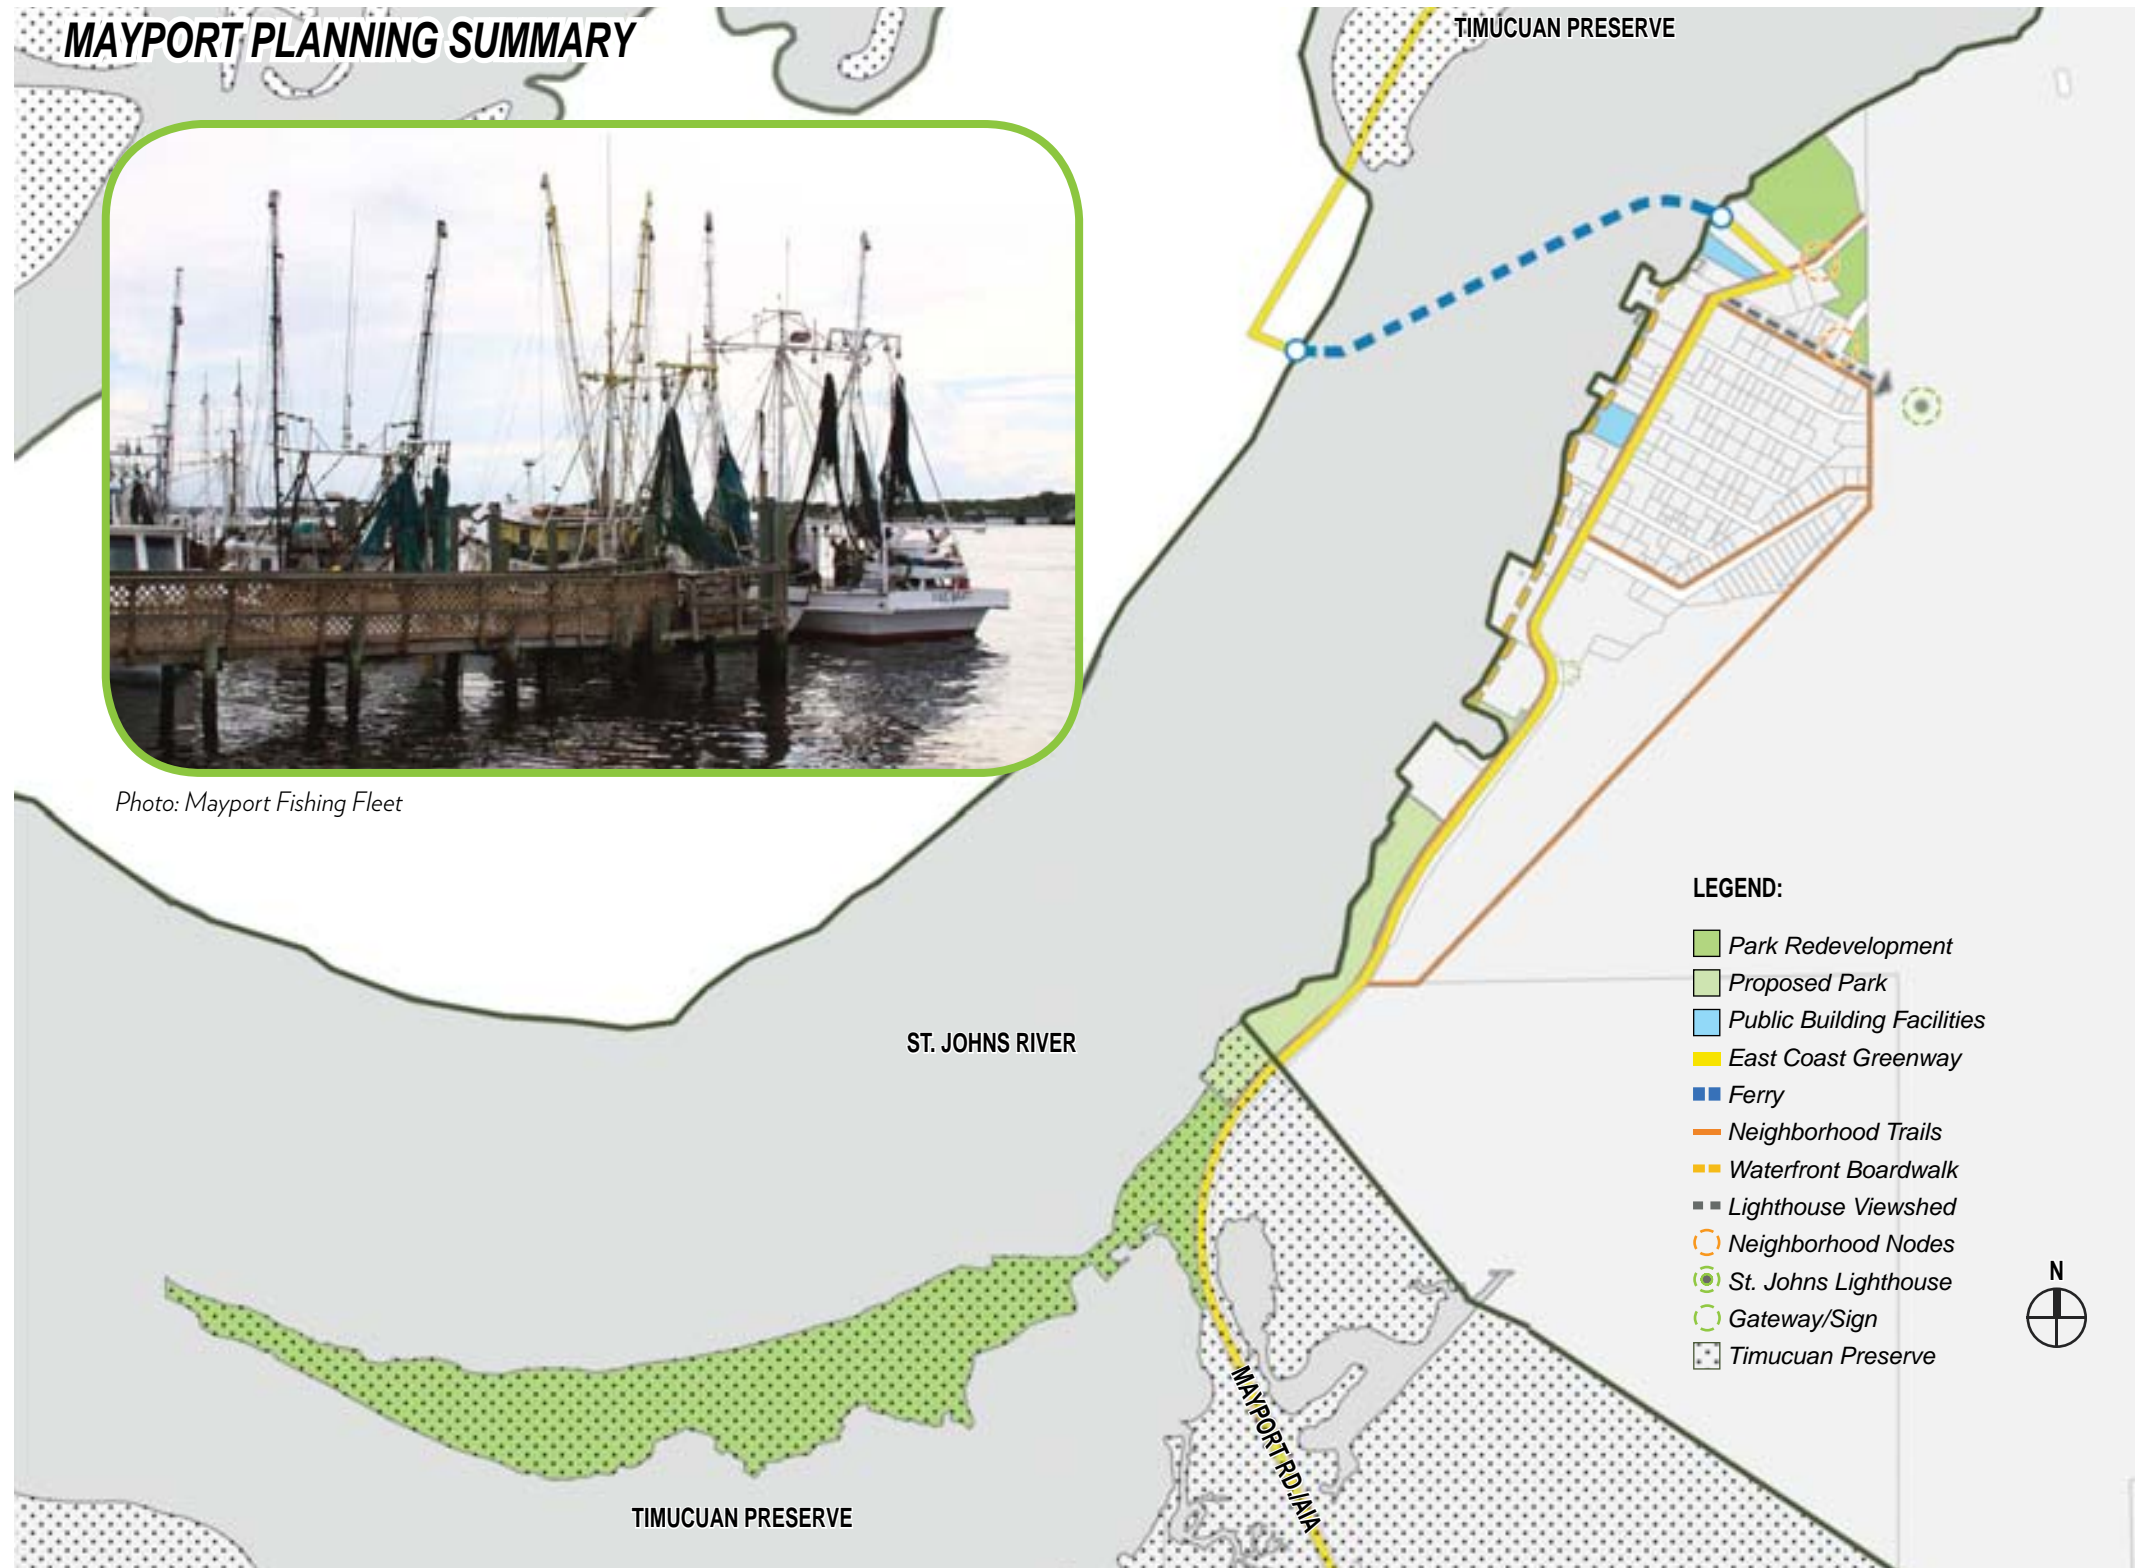 MAYPORT PLANNING SUMMARY
TIMUCUAN PRESERVE
Photo: Mayport Fishing Fleet
ST. JOHNS RIVER
LEGEND:
Park Redevelopment
Proposed Park
Public Building Facilities
East Coast Greenway
Ferry
Neighborhood Trails
Waterfront Boardwalk
Lighthouse Viewshed
Neighborhood Nodes
St. Johns Lighthouse
Gateway/Sign
Timucuan Preserve
N
MAYPORT RD./AIA
TIMUCUAN PRESERVE